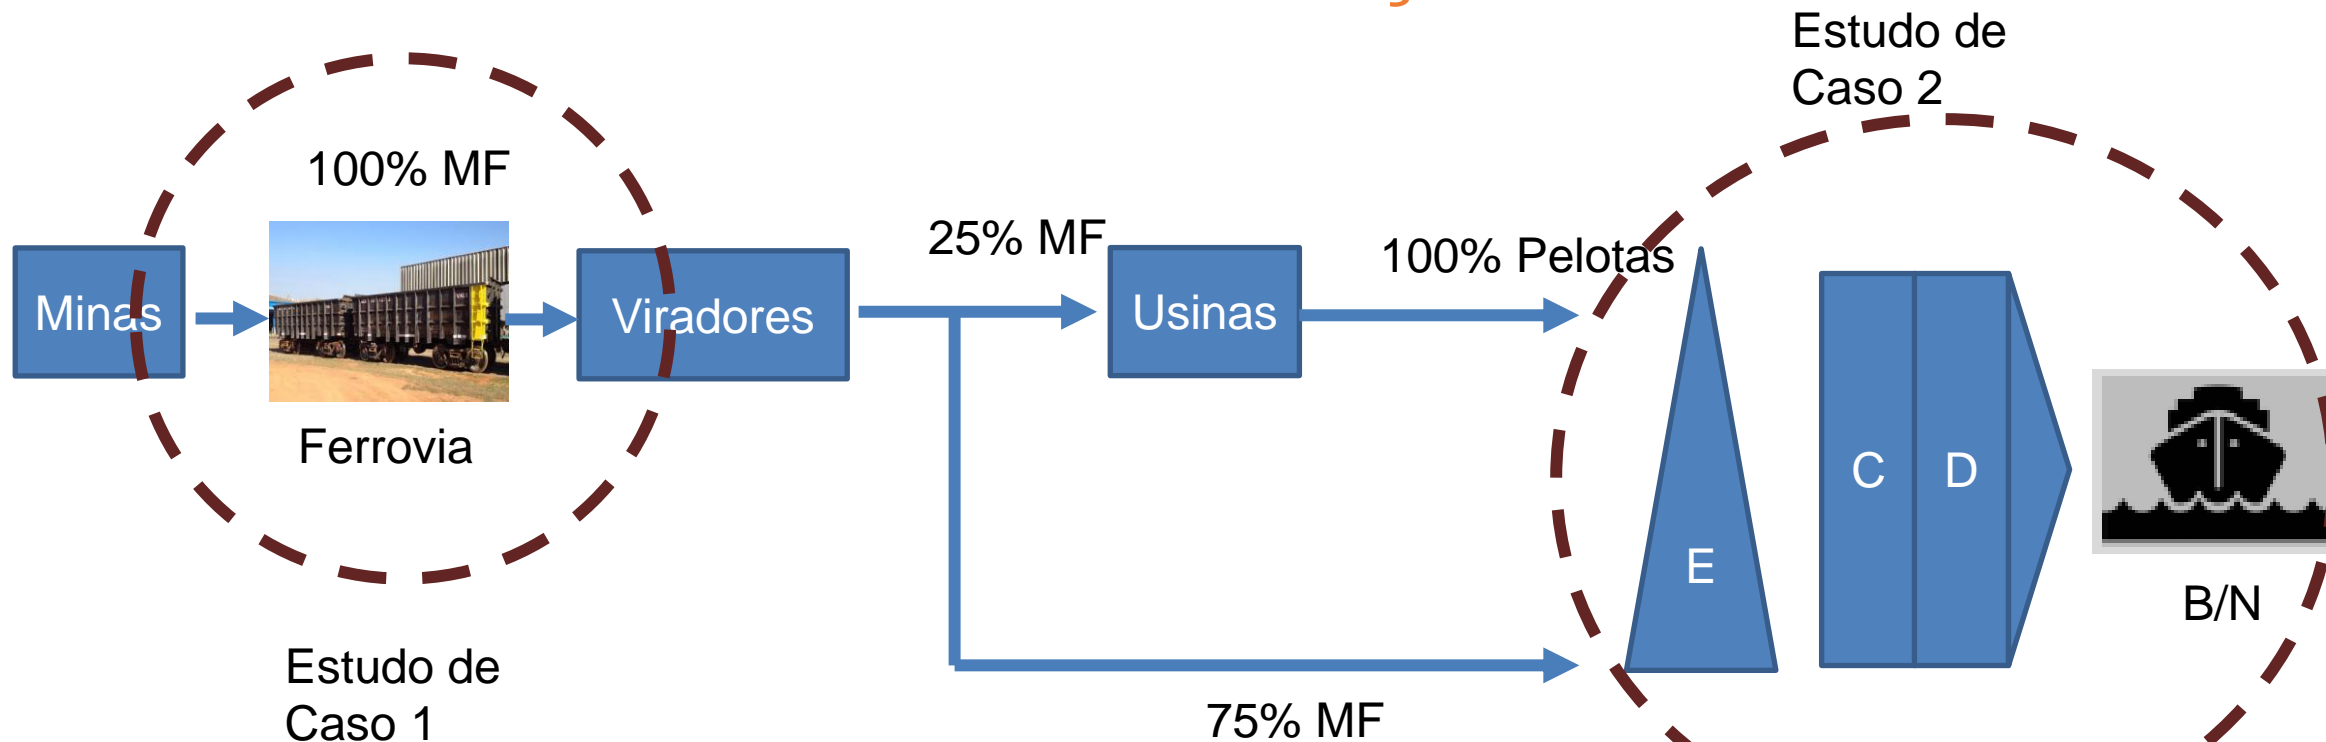 Estudo de
Caso 2
100% MF
25% MF
100% Pelotas
Minas
Viradores
Usinas
Ferrovia
C
D
E
B/N
Estudo de
Caso 1
75% MF